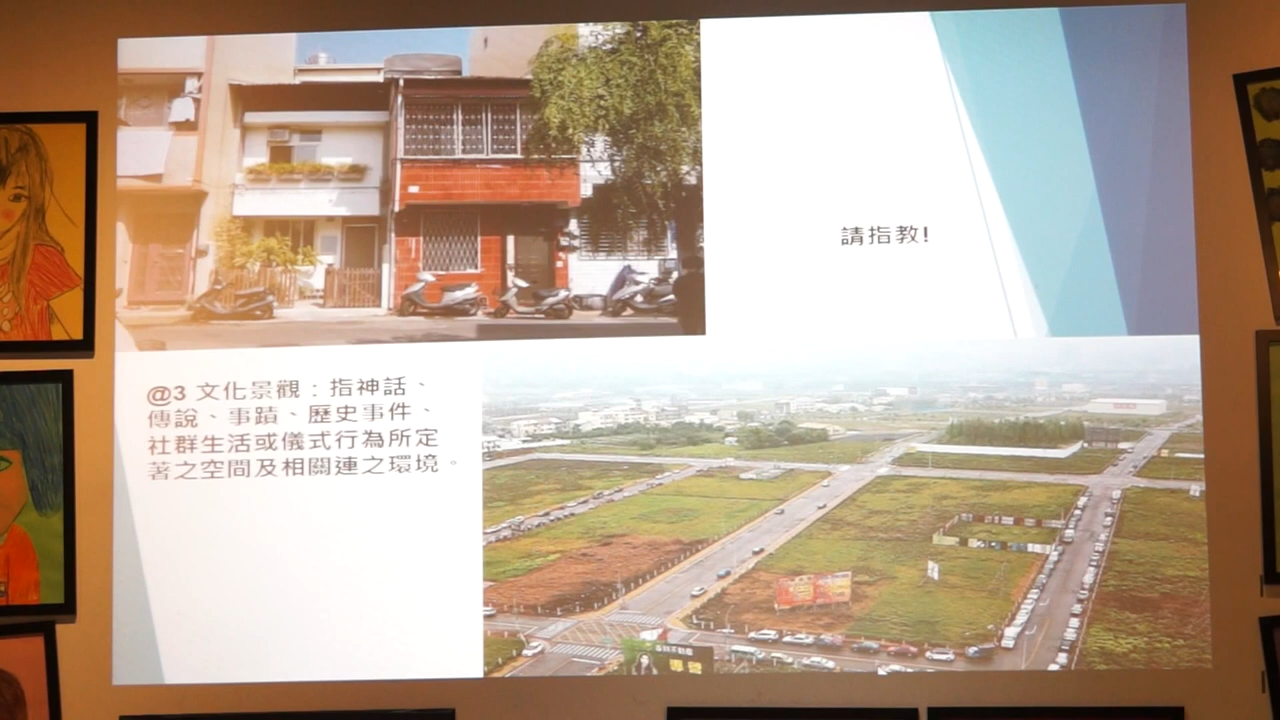 請指教!
@3 文化景觀：指神話、
傳說、事蹟、歷史事件、
社群生活或儀式行為所定
著之空間及相關連之環境。